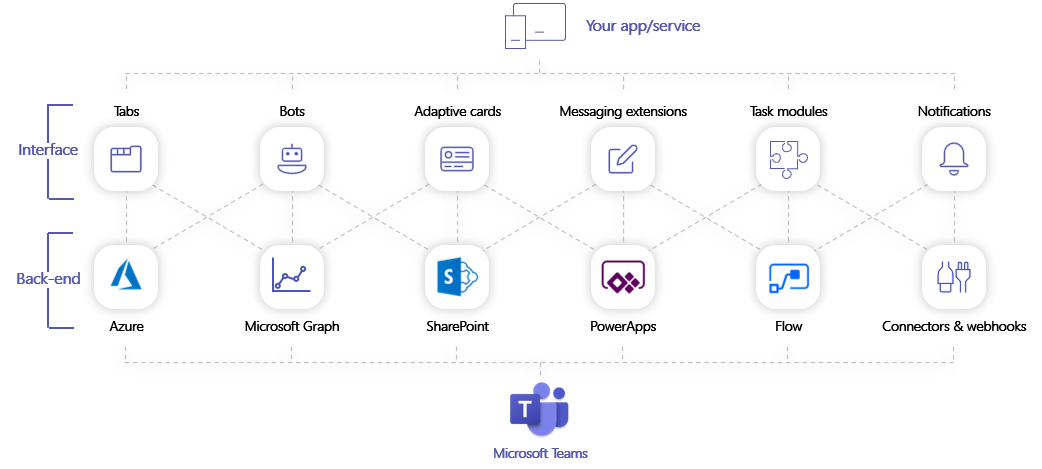 Your app/service
Tabs
Bots
Adaptive cards
Messaging extensions
Task modules
Notifications
Interface
Back-end
S
Azure
Microsoft Graph
SharePoint
PowerApps
Flow
Connectors & webhooks
T
Microsoft Teams